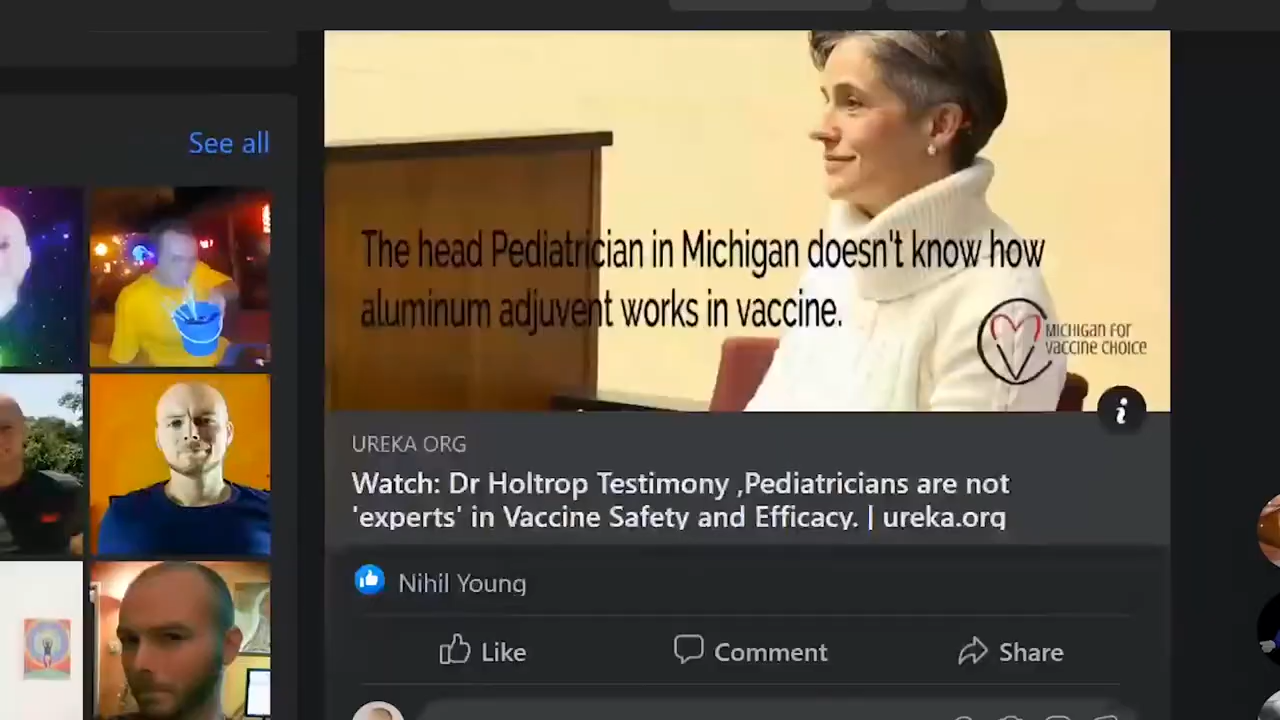 See all
The head Pediatrician in Michigan doesn't know how
aluminum adjuvent works in vaccine.
MICHIGAN FOR
VACCINE CHOICE
i
UREKA ORG
Watch: Dr Holtrop Testimony ,Pediatricians are not
'experts' in Vaccine Safety and Efficacy. | ureka.org
Nihil Young
Like
Comment
Share